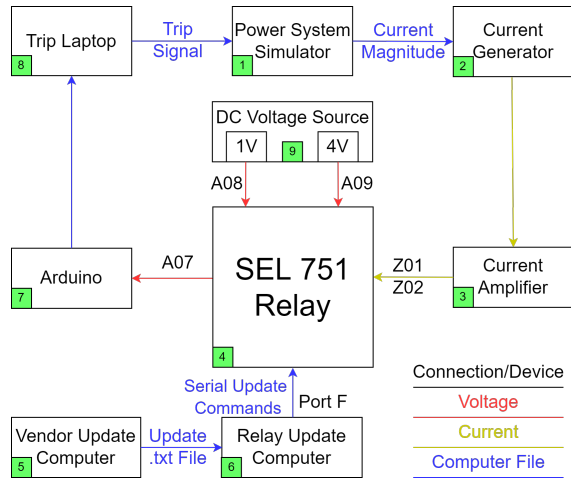 Trip Laptop
8
Trip
Signal
Power System
Simulator
1
Current
Magnitude
Current
Generator
2
DC Voltage Source
1V
9
4V
A08
A09
Arduino
7
A07
SEL 751
Relay
4
Z01
Z02
Current
Amplifier
3
Serial Update
Commands
Port F
Vendor Update
Computer
5
Update
.txt File
Relay Update
Computer
6
Connection/Device
Voltage
Current
Computer File